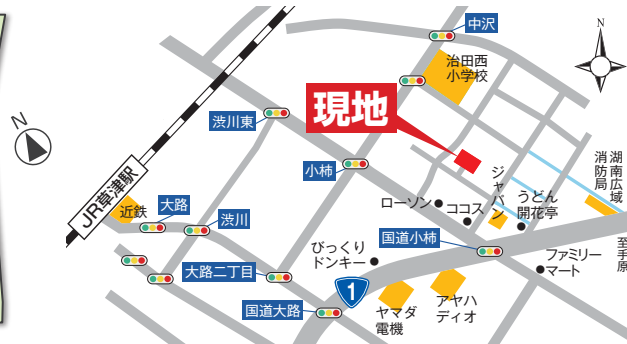 中沢
N
治田西
小学校
現地
渋川東
N
小柿
湖南広域
消防局
ジャパン
うどん
開花亭
ローソン
ココス
JR草津駅
近鉄
大路
渋川
国道小柿
至手原
びっくり
ドンキー
ファミリー
マート
大路二丁目
1
国道大路
ヤマダ
電機
アヤハ
ディオ